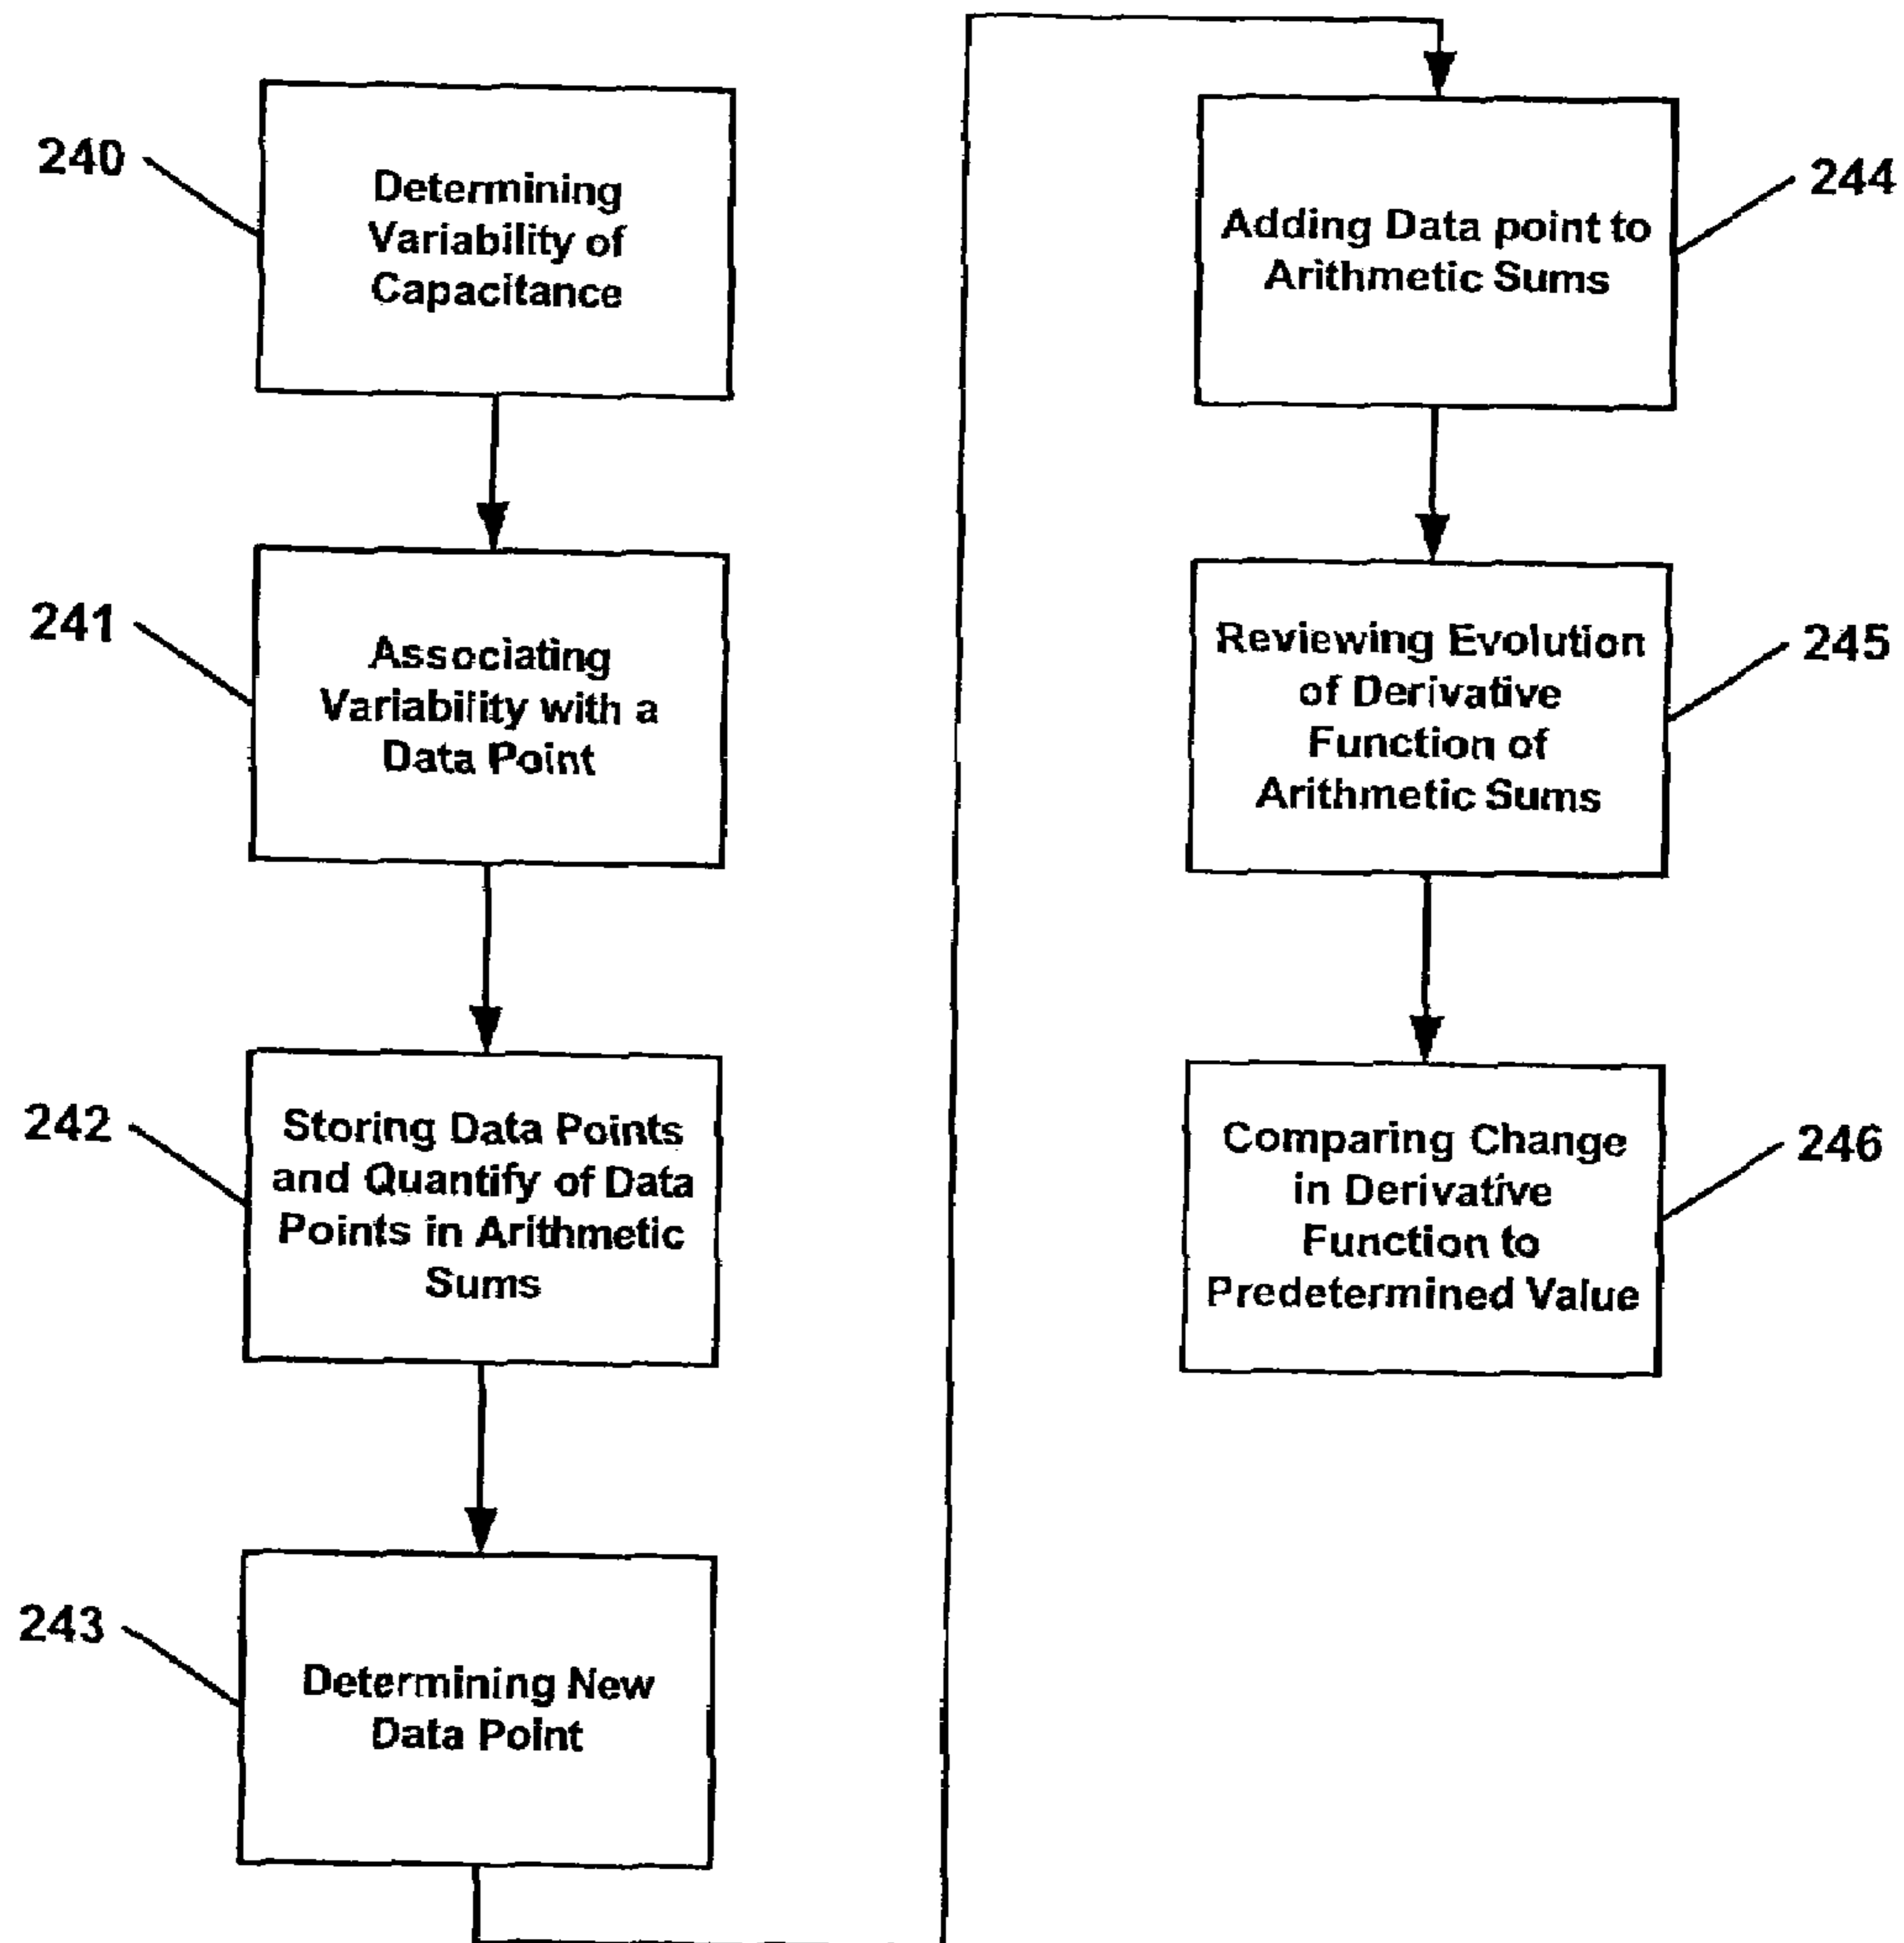 240
Determining
Variability of
Capacitance
241
Associating
Variability with a
Data Point
242
Storing Data Points
and Quantify of Data
Points in Arithmetic
Sums
243
Determining New
Data Point
244
Adding Data point to
Arithmetic Sums
245
Reviewing Evolution
of Derivative
Function of
Arithmetic Sums
246
Comparing Change
in Derivative
Function to
Predetermined Value